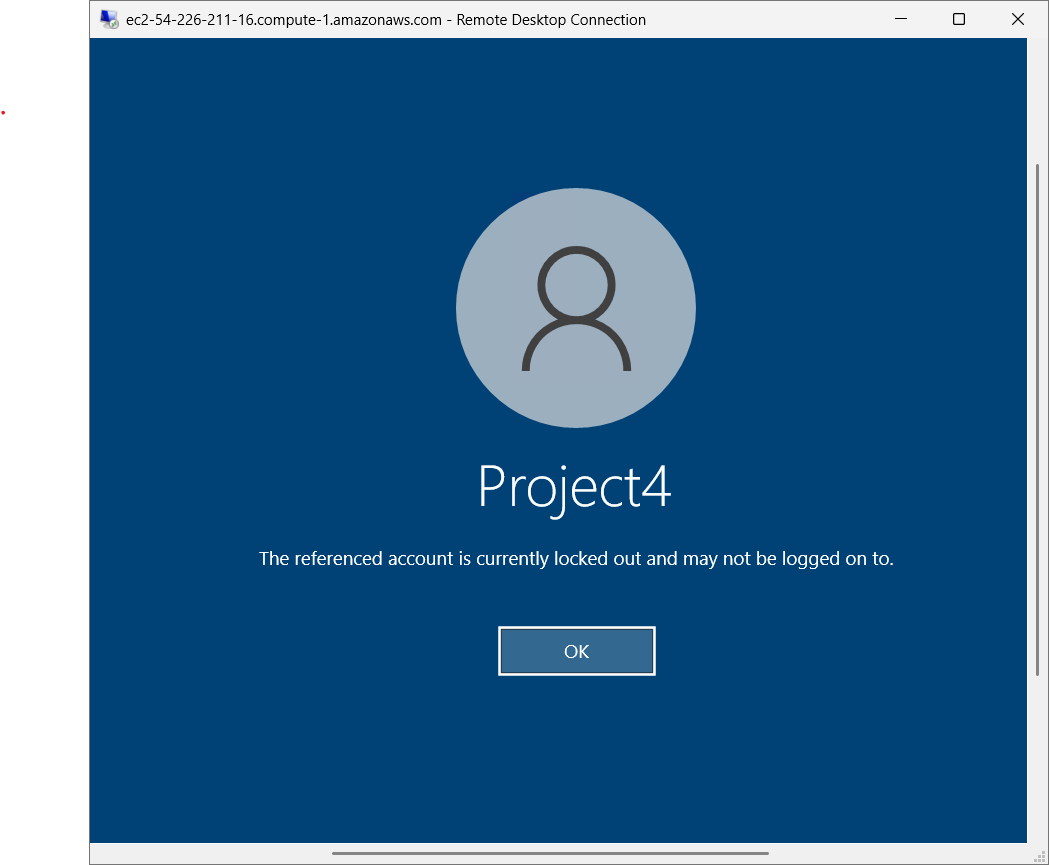 ec2-54-226-211-16.compute-1.amazonaws.com - Remote Desktop Connection
Project4
The referenced account is currently locked out and may not be logged on to.
OK